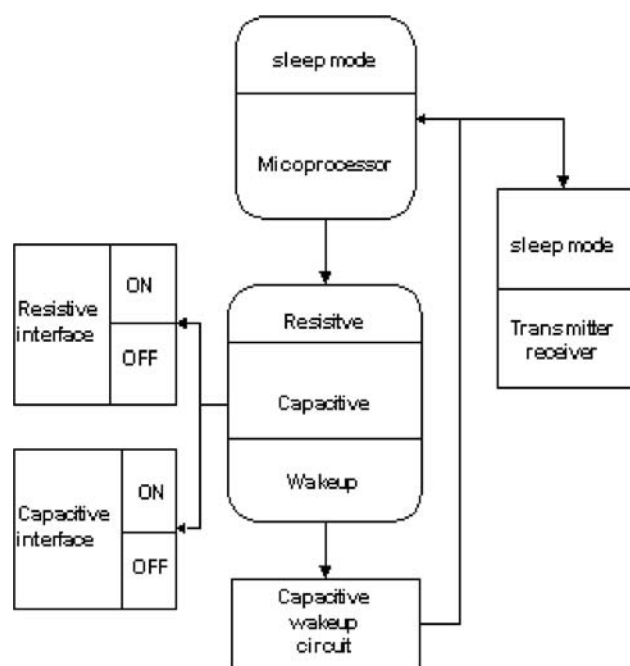 sleep mode
Micoprocessor
sleep mode
Transmitter
receiver
ON
Resistive
interface
OFF
Resisitve
Capacitive
Wakeup
ON
Capacitive
interface
OFF
Capacitive
wakeup
circuit